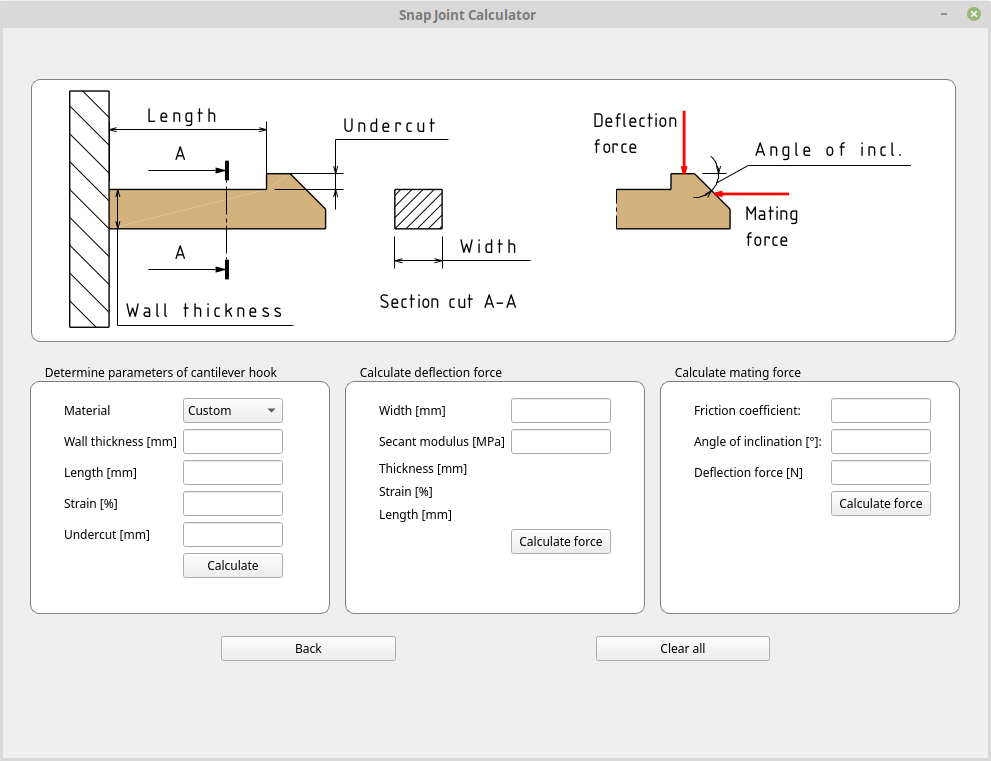 Snap Joint Calculator
Length
Undercut
A
Deflection
force
Angle of incl.
Mating
force
Width
A
Section cut A-A
Wall thickness
Determine parameters of cantilever hook
Material
Custom
Wall thickness [mm]
Length [mm]
Strain [%]
Undercut [mm]
Calculate
Calculate deflection force
Width [mm]
Secant modulus [MPa]
Thickness [mm]
Strain [%]
Length [mm]
Calculate force
Calculate mating force
Friction coefficient:
Angle of inclination [°]:
Deflection force [N]
Calculate force
Back
Clear all